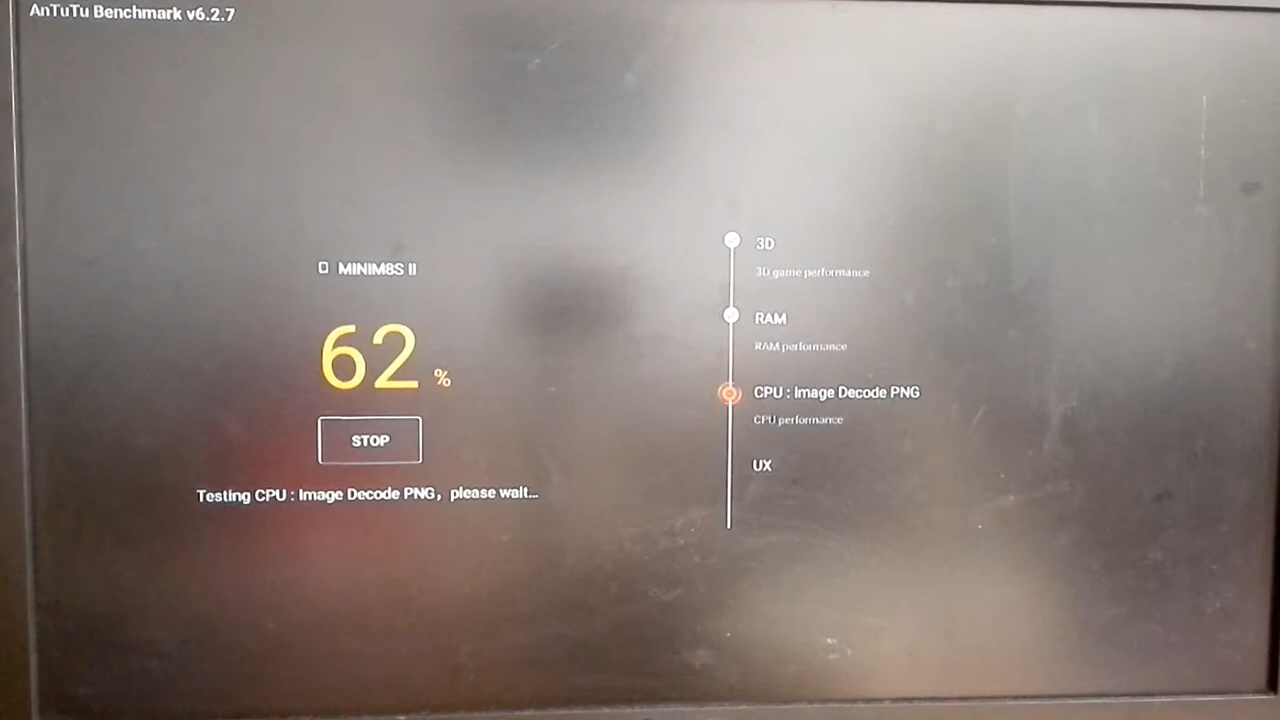 AnTuTu Benchmark v6.2.7
MINIM8S II
62 %
STOP
Testing CPU : Image Decode PNG, please wait...
3D
3D game performance
RAM
RAM performance
CPU : Image Decode PNG
CPU performance
UX